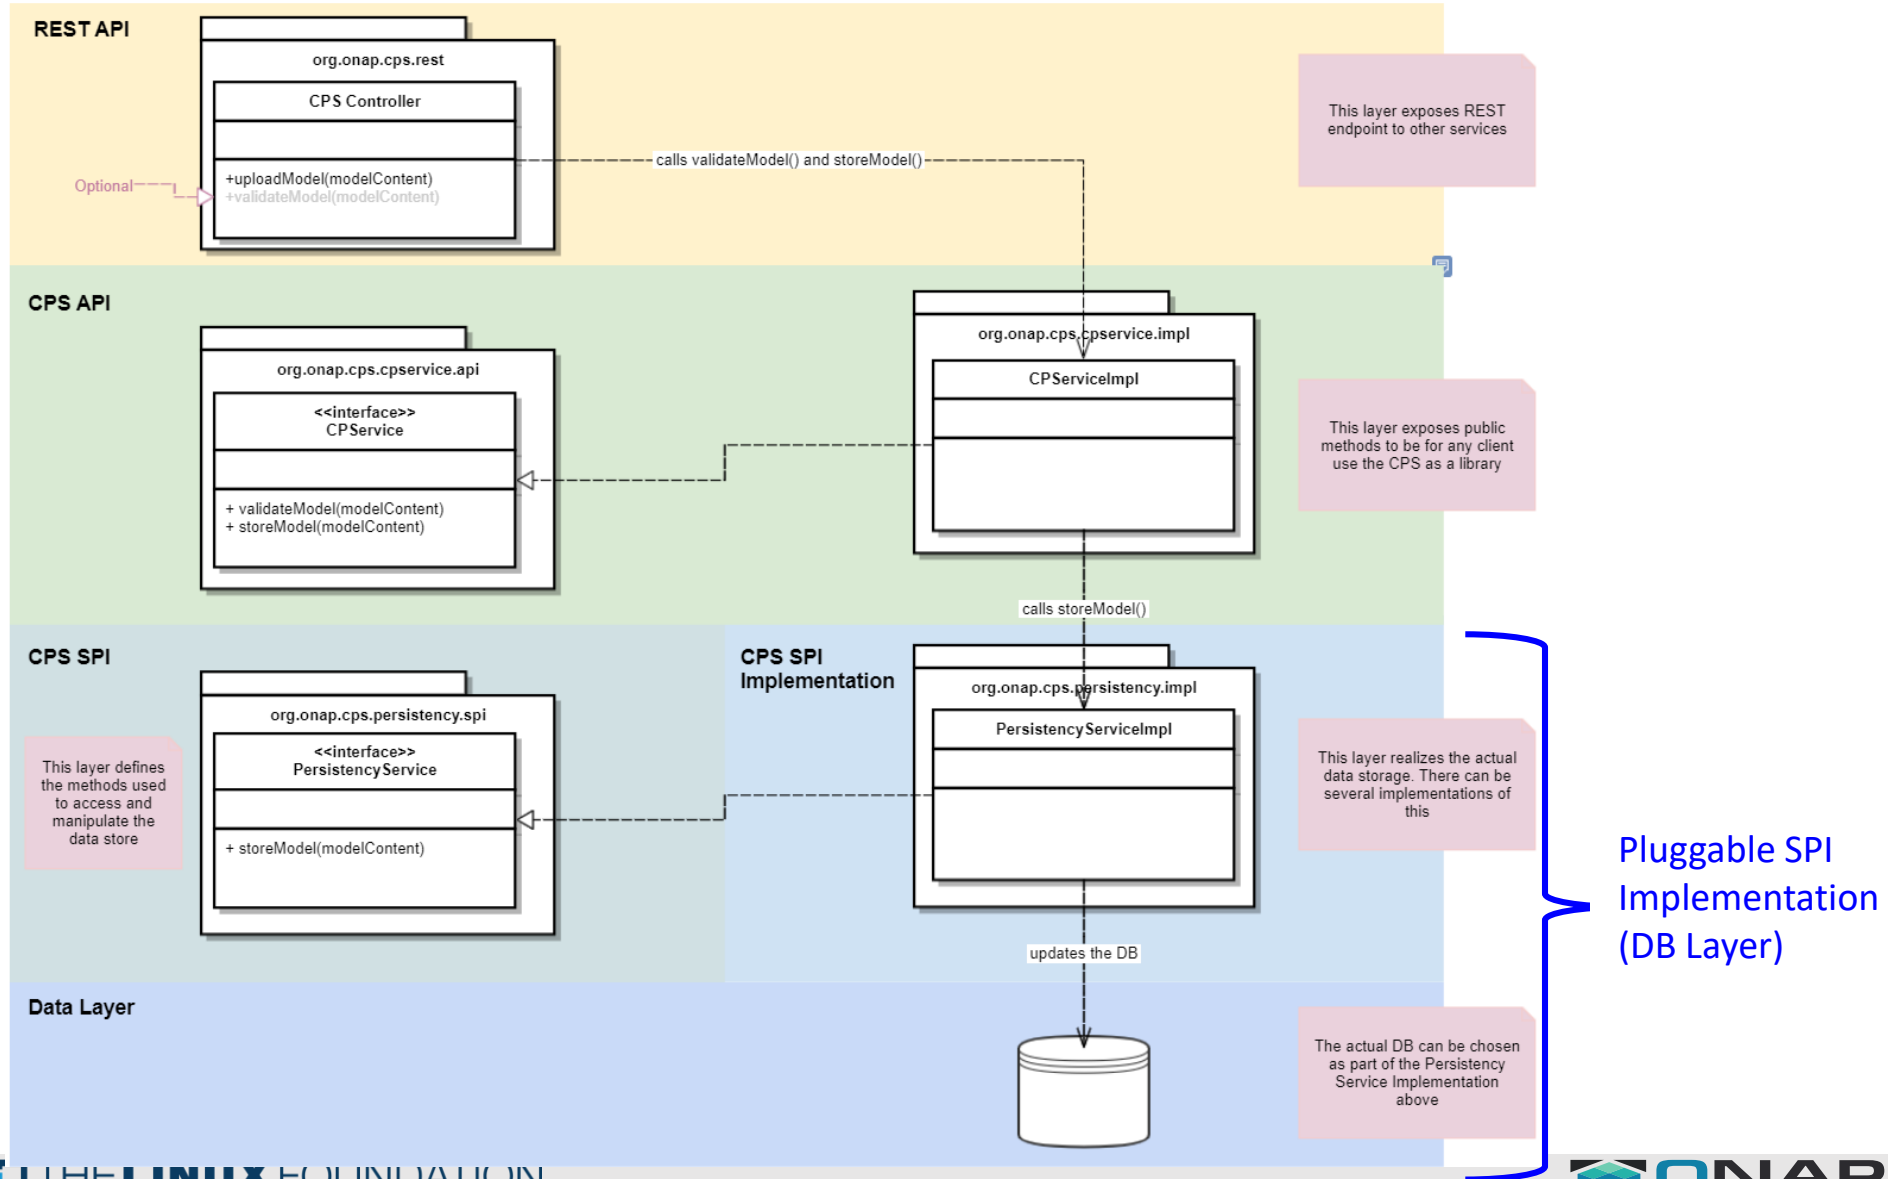 REST API
org.onap.cps.rest
CPS Controller
+uploadModel(modelContent)
+validateModel(modelContent)
Optional
calls validateModel() and storeModel()
This layer exposes REST
endpoint to other services
CPS API
org.onap.cps.cpservice.api
<<interface>>
CPService
+ validateModel(modelContent)
+ storeModel(modelContent)
org.onap.cps.cpservice.impl
CPServiceImpl
This layer exposes public
methods to be for any client
use the CPS as a library
calls storeModel()
CPS SPI
This layer defines
the methods used
to access and
manipulate the
data store
org.onap.cps.persistency.spi
<<interface>>
PersistencyService
+ storeModel(modelContent)
CPS SPI
Implementation
org.onap.cps.persistency.impl
PersistencyServiceImpl
This layer realizes the actual
data storage. There can be
several implementations of
this
updates the DB
Pluggable SPI
Implementation
(DB Layer)
Data Layer
The actual DB can be chosen
as part of the Persistency
Service Implementation
above
THE LINUX FOUNDATION
ONAP